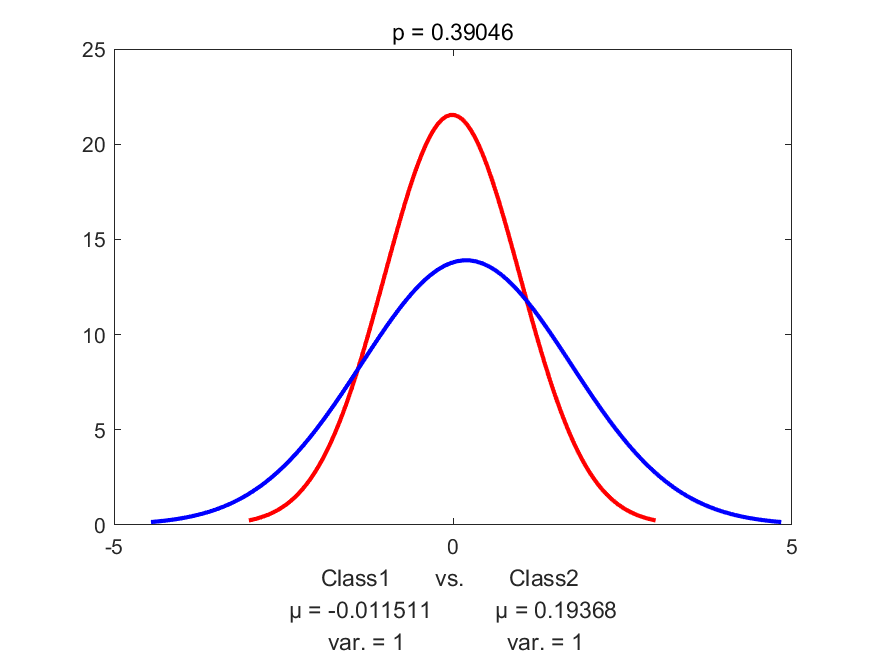 p = 0.39046
25
20
15
10
5
0
-5 0 5
Class1 vs. Class2
μ = -0.011511 μ = 0.19368
var. = 1 var. = 1